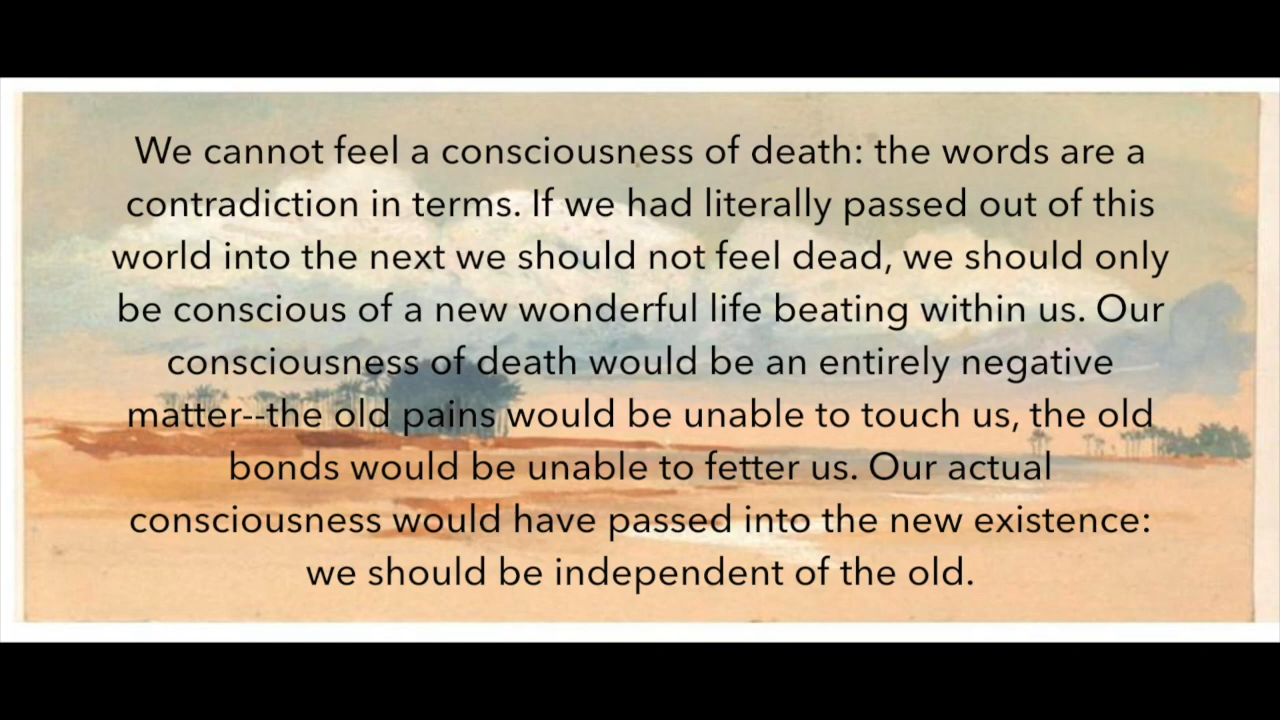 We cannot feel a consciousness of death: the words are a
contradiction in terms. If we had literally passed out of this
world into the next we should not feel dead, we should only
be conscious of a new wonderful life beating within us. Our
consciousness of death would be an entirely negative
matter--the old pains would be unable to touch us, the old
bonds would be unable to fetter us. Our actual
consciousness would have passed into the new existence:
we should be independent of the old.